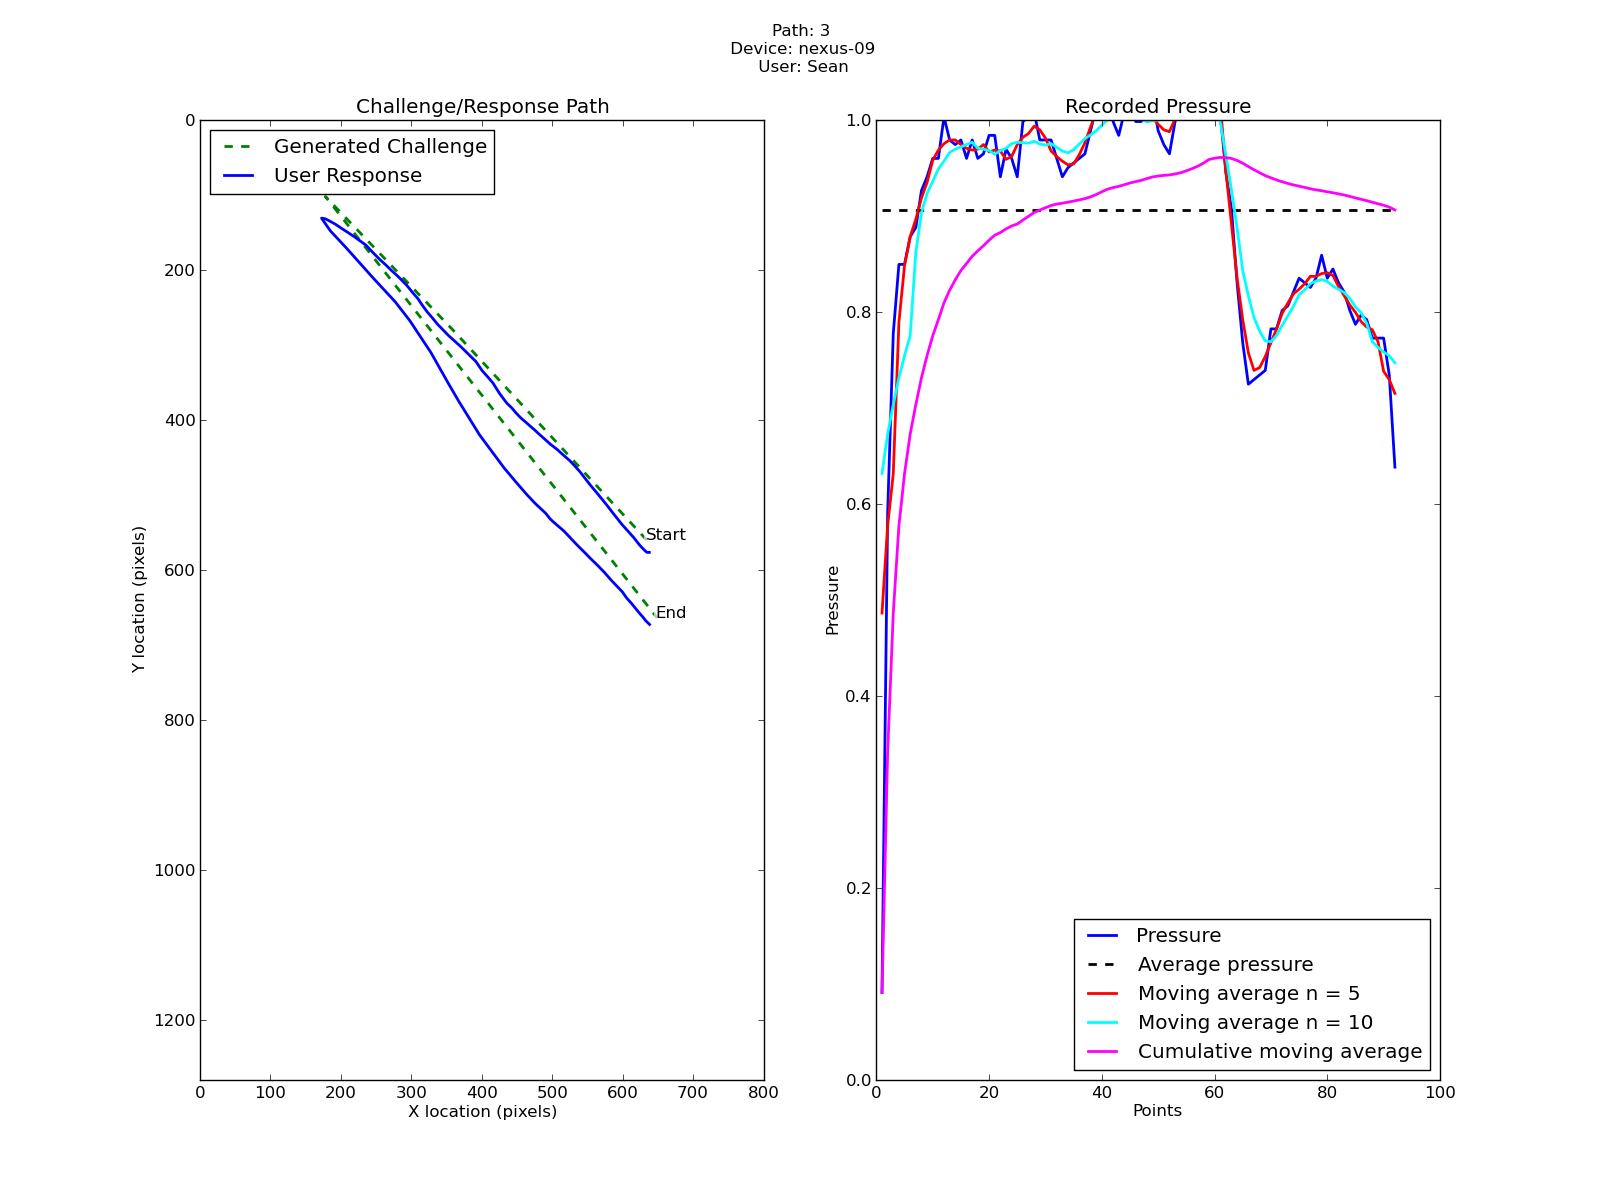 Path: 3
Device: nexus-09
User: Sean
Challenge/Response Path
Generated Challenge
User Response
Start
End
0
200
400
600
800
1000
1200
Y location (pixels)
0 100 200 300 400 500 600 700 800
X location (pixels)
Recorded Pressure
1.0
0.8
0.6
0.4
0.2
0.0
Pressure
Pressure
Average pressure
Moving average n = 5
Moving average n = 10
Cumulative moving average
0 20 40 60 80 100
Points